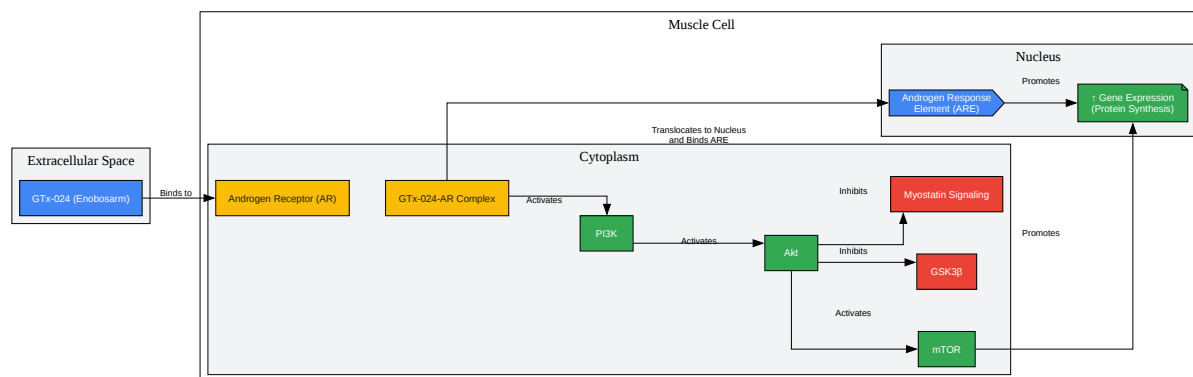 Muscle Cell
Nucleus
Androgen Response
Element (ARE)
Promotes
↑ Gene Expression
(Protein Synthesis)
Translocates to Nucleus
and Binds ARE
Extracellular Space
GTx-024 (Enobosarm)
Binds to
Cytoplasm
Androgen Receptor (AR)
GTx-024-AR Complex
Activates
PI3K
Activates
Akt
Inhibits
Myostatin Signaling
Inhibits
GSK3β
Activates
mTOR
Promotes